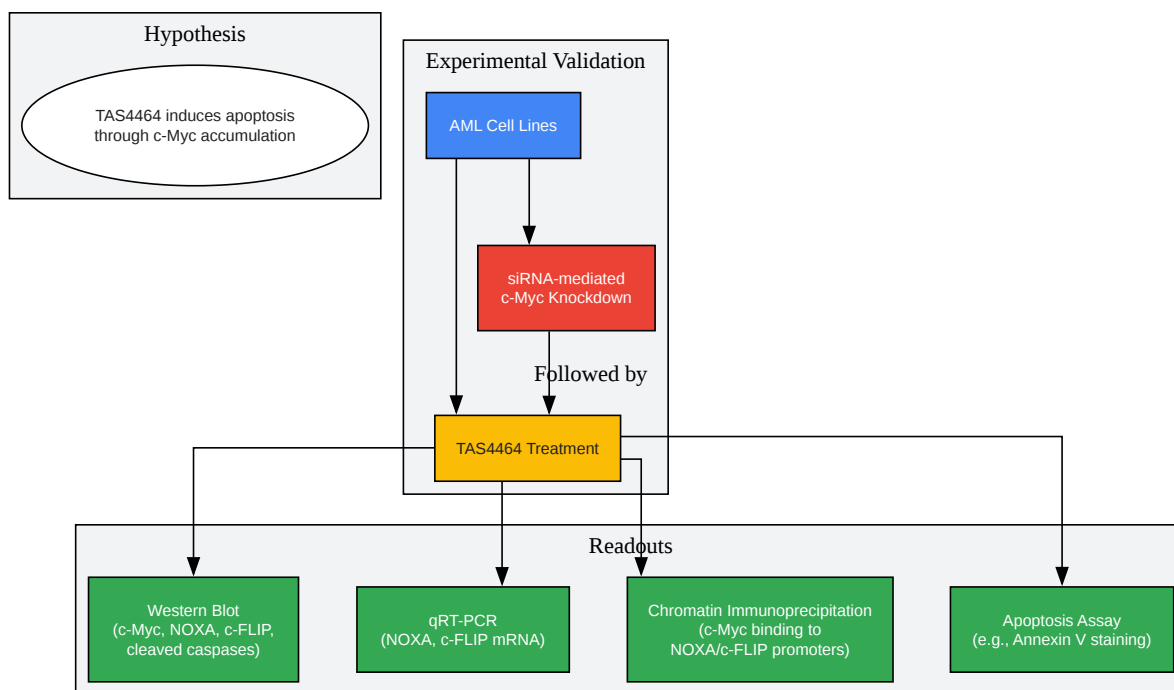 Hypothesis
TAS4464 induces apoptosis
through c-Myc accumulation
Experimental Validation
AML Cell Lines
siRNA-mediated
c-Myc Knockdown
Followed by
TAS4464 Treatment
Readouts
Western Blot
(c-Myc, NOXA, c-FLIP,
cleaved caspases)
qRT-PCR
(NOXA, c-FLIP mRNA)
Chromatin Immunoprecipitation
(c-Myc binding to
NOXA/c-FLIP promoters)
Apoptosis Assay
(e.g., Annexin V staining)